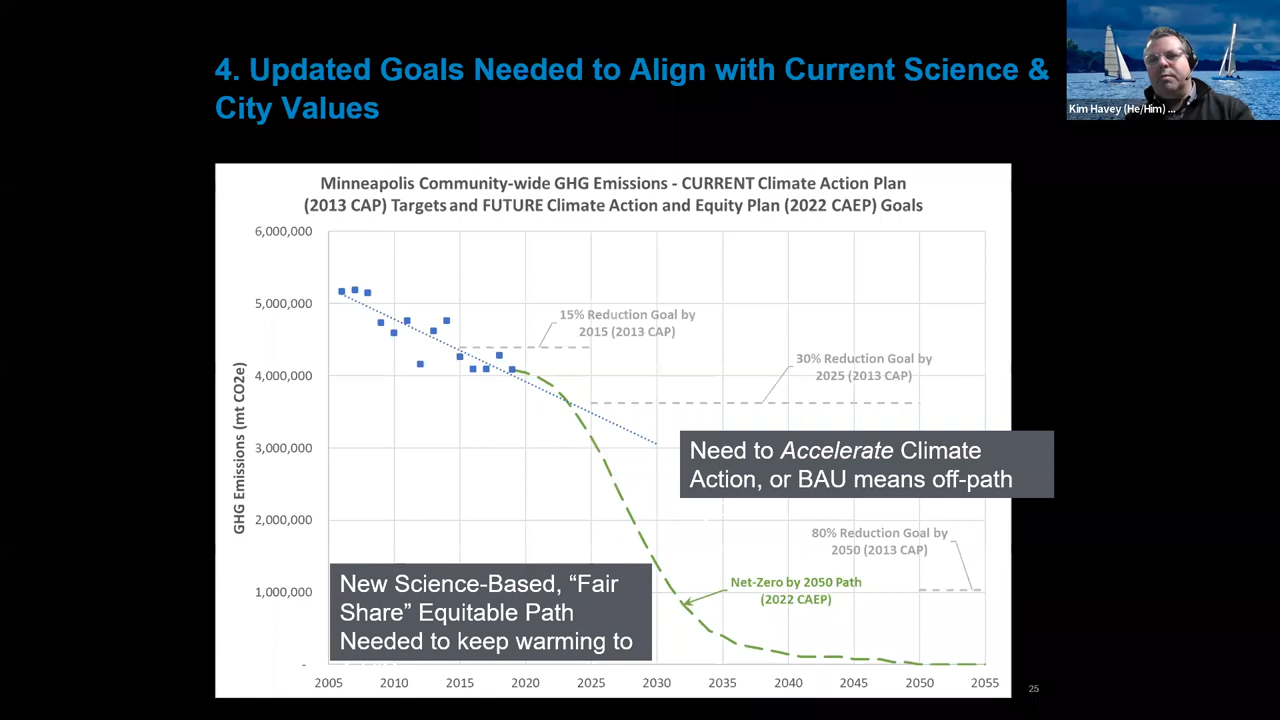 4. Updated Goals Needed to Align with Current Science &
City Values
Kim Havey (He/Him) ...
Minneapolis Community-wide GHG Emissions - CURRENT Climate Action Plan
(2013 CAP) Targets and FUTURE Climate Action and Equity Plan (2022 CAEP) Goals
GHG Emissions (mt CO2e)
6,000,000
5,000,000
4,000,000
3,000,000
2,000,000
1,000,000
-
15% Reduction Goal by
2015 (2013 CAP)
30% Reduction Goal by
2025 (2013 CAP)
Need to Accelerate Climate
Action, or BAU means off-path
80% Reduction Goal by
2050 (2013 CAP)
New Science-Based, “Fair
Share” Equitable Path
Needed to keep warming to
Net-Zero by 2050 Path
(2022 CAEP)
2005 2010 2015 2020 2025 2030 2035 2040 2045 2050 2055
25